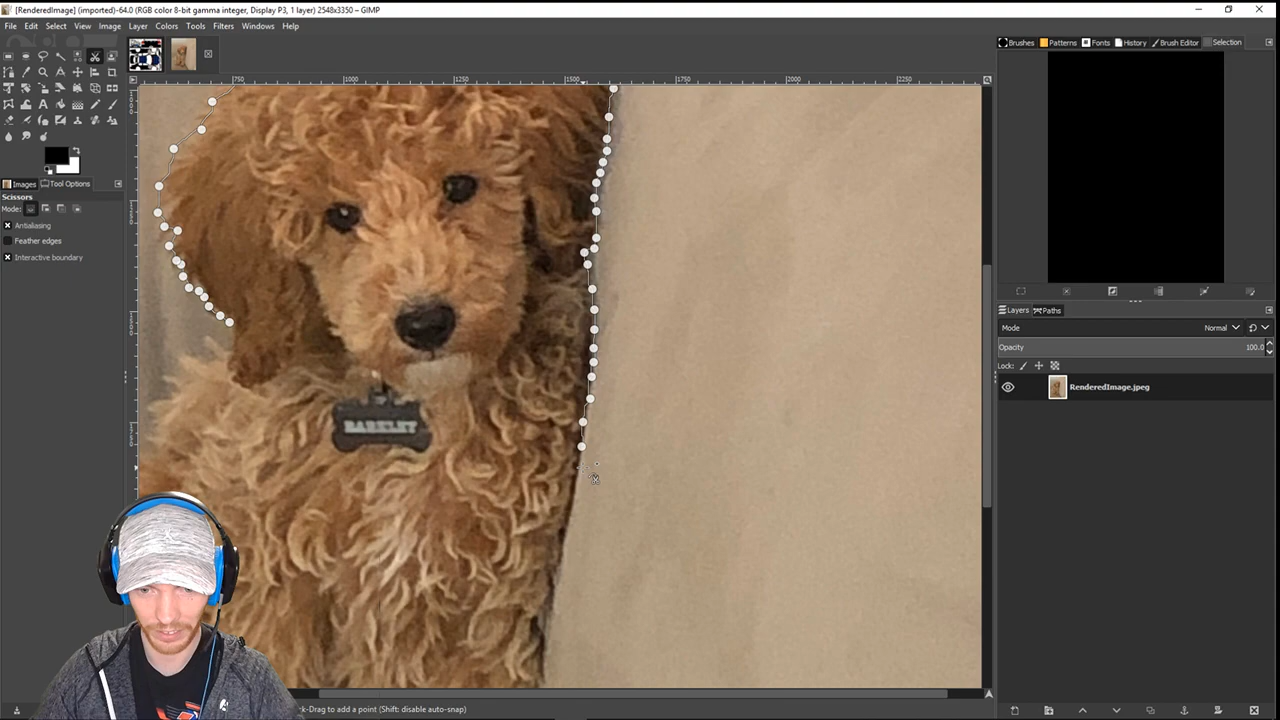 [RenderedImage] (imported)-64.0 (RGB color 8-bit gamma integer, Display P3, 1 layer) 2548x3350 – GIMP
File Edit Select View Image Layer Colors Tools Filters Windows Help
Brushes Patterns Fonts History Brush Editor Selection
750 1000 1250 1500 1750 2000 2250
Images Tool Options
Scissors
Mode:
Antialiasing
Feather edges
Interactive boundary
BARKLEY
Layers Paths
Mode Normal
Opacity 100.0
Lock:
RenderedImage.jpeg
k-Drag to add a point (Shift: disable auto-snap)